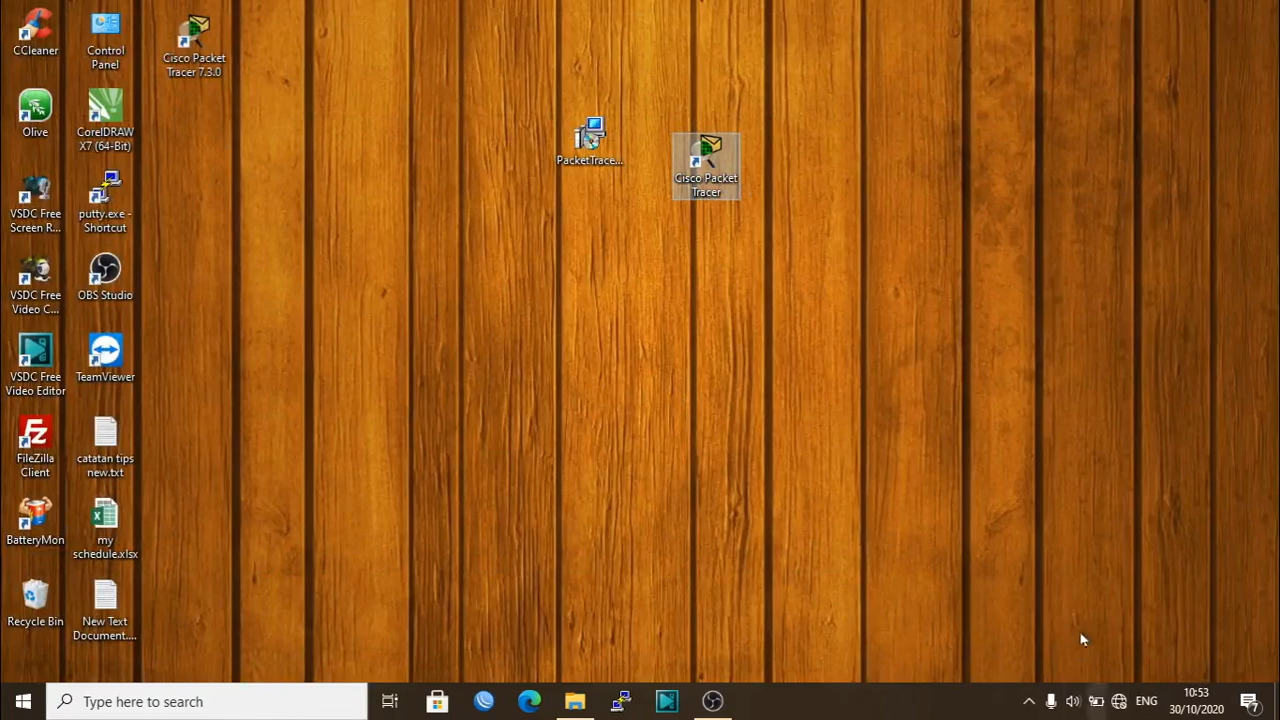 CCleaner
Control
Panel
Cisco Packet
Tracer 7.3.0
Olive
CorelDRAW
X7 (64-Bit)
PacketTrace...
Cisco Packet
Tracer
VSDC Free
Screen R...
putty.exe -
Shortcut
VSDC Free
Video C...
OBS Studio
VSDC Free
Video Editor
TeamViewer
FileZilla
Client
catatan tips
new.txt
BatteryMon
my
schedule.xlsx
Recycle Bin
New Text
Document....
Type here to search
ENG
10:53
30/10/2020
7